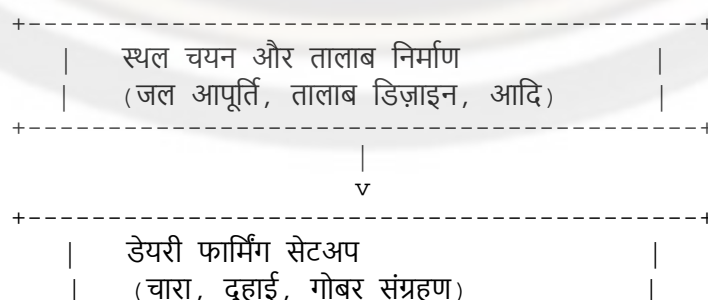 +--------------------------------------------+
| स्थल चयन और तालाब निर्माण |
| (जल आपूर्ति, तालाब डिज़ाइन, आदि) |
+--------------------------------------------+
|
v
+--------------------------------------------+
| डेयरी फार्मिंग सेटअप |
| (चारा, दुहाई, गोबर संग्रहण) |